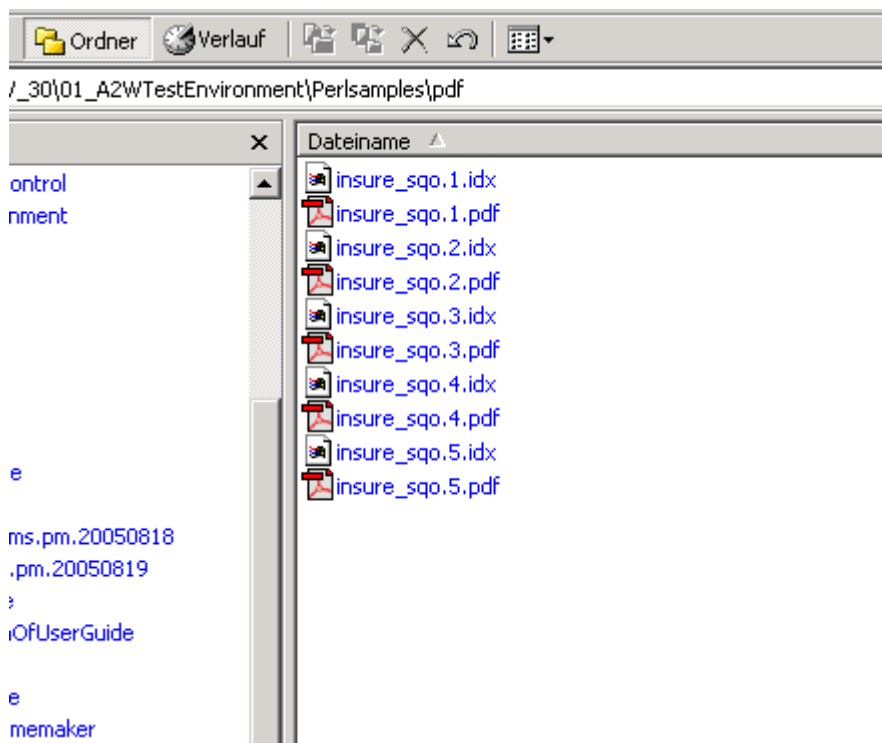 Ordner Verlauf
/_30\01_A2WTestEnvironment\Perlsamples\pdf
Dateiname
ontrol
nment
e
ms.pm.20050818
.pm.20050819
OfUserGuide
e
memaker
insure_sqo.1.idx
insure_sqo.1.pdf
insure_sqo.2.idx
insure_sqo.2.pdf
insure_sqo.3.idx
insure_sqo.3.pdf
insure_sqo.4.idx
insure_sqo.4.pdf
insure_sqo.5.idx
insure_sqo.5.pdf